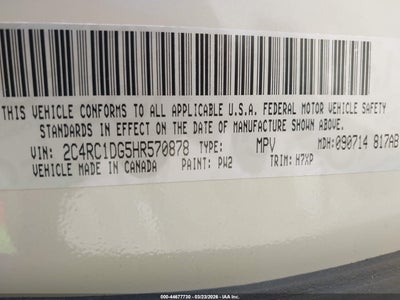 THIS VEHICLE CONFORMS TO ALL APPLICABLE U.S.A. FEDERAL MOTOR VEHICLE SAFETY
STANDARDS IN EFFECT ON THE DATE OF MANUFACTURE SHOWN ABOVE.
VIN: 2C4RC1DG5HR570878 TYPE: MPV MDH: 090714 817AB
VEHICLE MADE IN CANADA PAINT: PW2 TRIM: H7XP
© IAA - 44677730 - 03/23/2026 - IAA Images